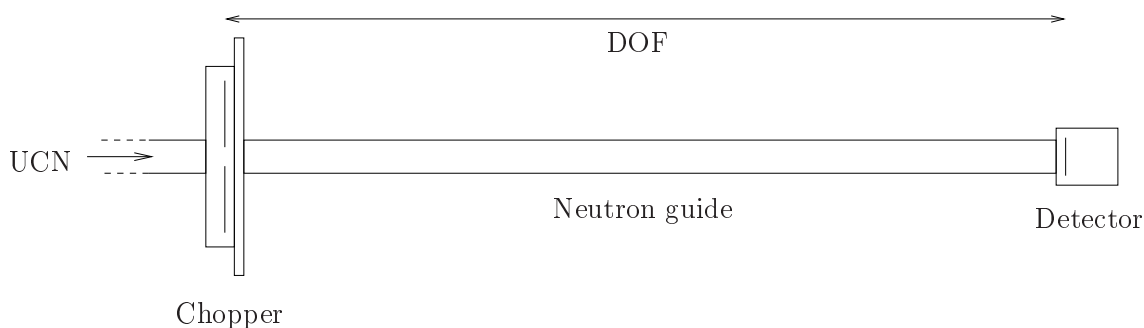 DOF
UCN
Neutron guide
Detector
Chopper